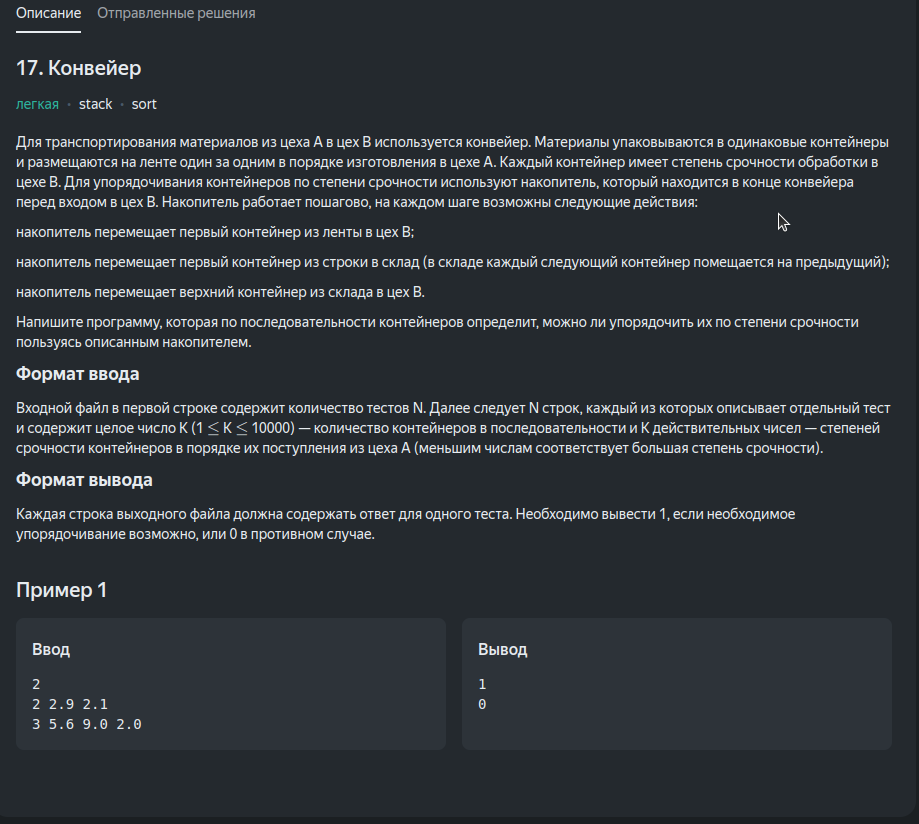 Описание Отправленные решения
17. Конвейер
легкая • stack • sort
Для транспортирования материалов из цеха А в цех В используется конвейер. Материалы упаковываются в одинаковые контейнеры
и размещаются на ленте один за одним в порядке изготовления в цехе А. Каждый контейнер имеет степень срочности обработки в
цехе В. Для упорядочивания контейнеров по степени срочности используют накопитель, который находится в конце конвейера
перед входом в цех В. Накопитель работает пошагово, на каждом шаге возможны следующие действия:
накопитель перемещает первый контейнер из ленты в цех В;
накопитель перемещает первый контейнер из строки в склад (в складе каждый следующий контейнер помещается на предыдущий);
накопитель перемещает верхний контейнер из склада в цех В.
Напишите программу, которая по последовательности контейнеров определит, можно ли упорядочить их по степени срочности
пользуясь описанным накопителем.
Формат ввода
Входной файл в первой строке содержит количество тестов N. Далее следует N строк, каждый из которых описывает отдельный тест
и содержит целое число K (1 ≤ K ≤ 10000) — количество контейнеров в последовательности и K действительных чисел — степеней
срочности контейнеров в порядке их поступления из цеха А (меньшим числам соответствует большая степень срочности).
Формат вывода
Каждая строка выходного файла должна содержать ответ для одного теста. Необходимо вывести 1, если необходимое
упорядочивание возможно, или 0 в противном случае.
Пример 1
Ввод
2
2 2.9 2.1
3 5.6 9.0 2.0
Вывод
1
0